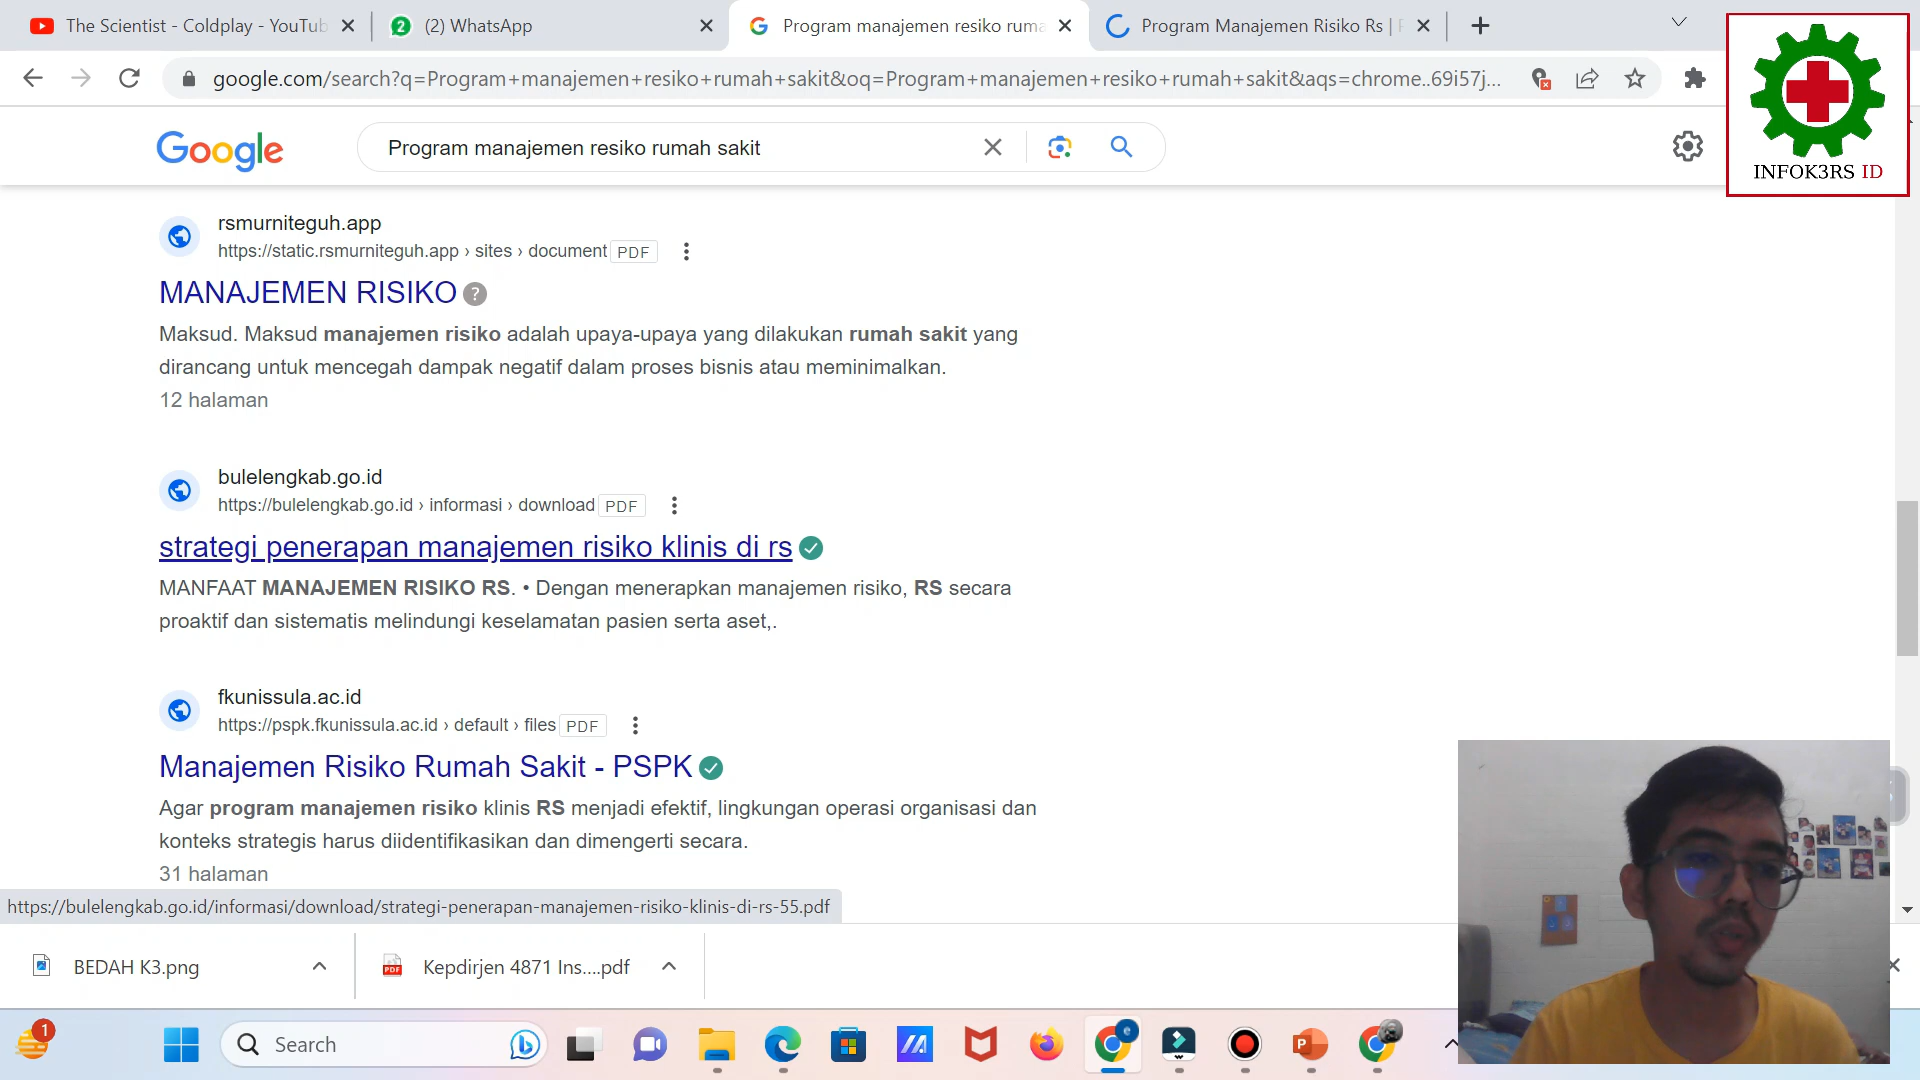 The Scientist - Coldplay - YouTub
2
(2) WhatsApp
Program manajemen resiko ruma
Program Manajemen Risiko Rs |
google.com/search?q=Program+manajemen+resiko+rumah+sakit&oq=Program+manajemen+resiko+rumah+sakit&aqs=chrome..69i57j...
INFOK3RS ID
Google
Program manajemen resiko rumah sakit
rsmurniteguh.app
https://static.rsmurniteguh.app › sites › document PDF
MANAJEMEN RISIKO ?
Maksud. Maksud manajemen risiko adalah upaya-upaya yang dilakukan rumah sakit yang
dirancang untuk mencegah dampak negatif dalam proses bisnis atau meminimalkan.
12 halaman
bulelengkab.go.id
https://bulelengkab.go.id › informasi › download PDF
strategi penerapan manajemen risiko klinis di rs
MANFAAT MANAJEMEN RISIKO RS. • Dengan menerapkan manajemen risiko, RS secara
proaktif dan sistematis melindungi keselamatan pasien serta aset,.
fkunissula.ac.id
https://pspk.fkunissula.ac.id › default › files PDF
Manajemen Risiko Rumah Sakit - PSPK
Agar program manajemen risiko klinis RS menjadi efektif, lingkungan operasi organisasi dan
konteks strategis harus diidentifikasikan dan dimengerti secara.
31 halaman
https://bulelengkab.go.id/informasi/download/strategi-penerapan-manajemen-risiko-klinis-di-rs-55.pdf
BEDAH K3.png
PDF
Kepdirjen 4871 Ins....pdf
1
Search
e
P